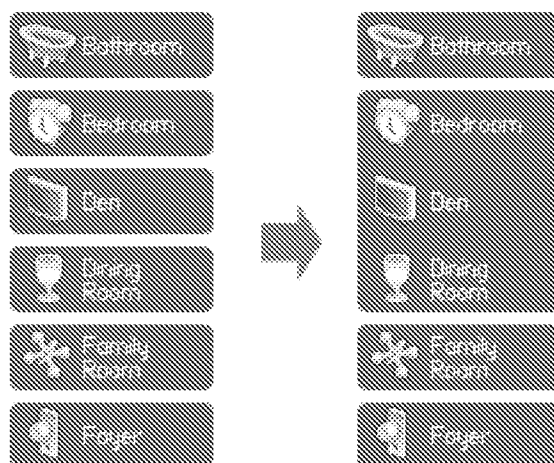 Bathroom
Bedroom
Den
Dining
Room
Family
Room
Foyer
Bathroom
Bedroom
Den
Dining
Room
Family
Room
Foyer